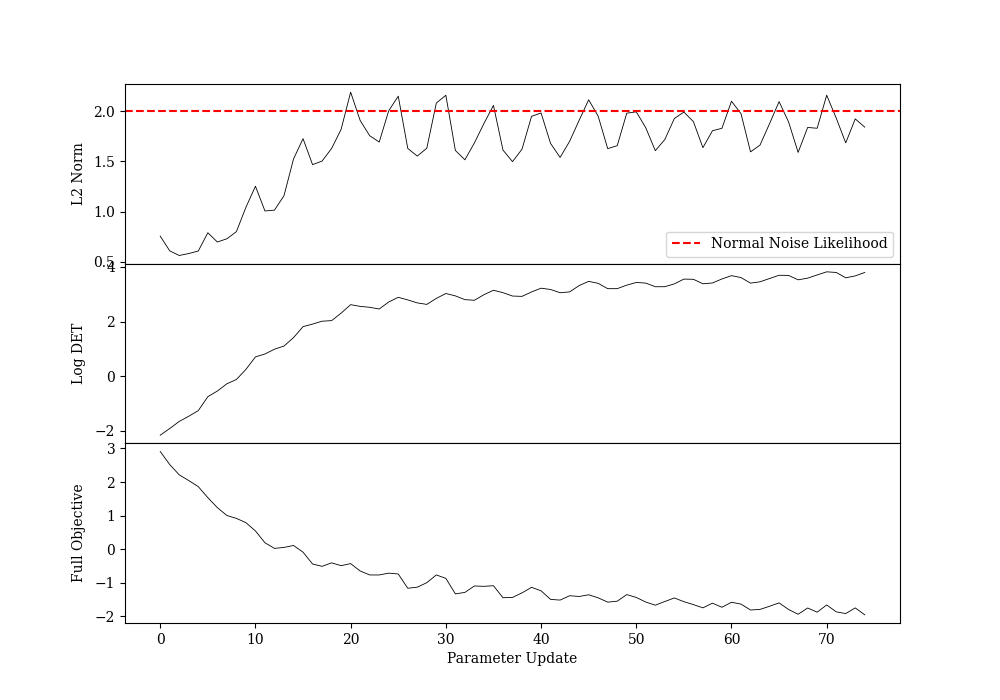 L2 Norm
2.0
1.5
1.0
0.5
Normal Noise Likelihood
Log DET
4
2
0
−2
Full Objective
3
2
1
0
−1
−2
0 10 20 30 40 50 60 70
Parameter Update